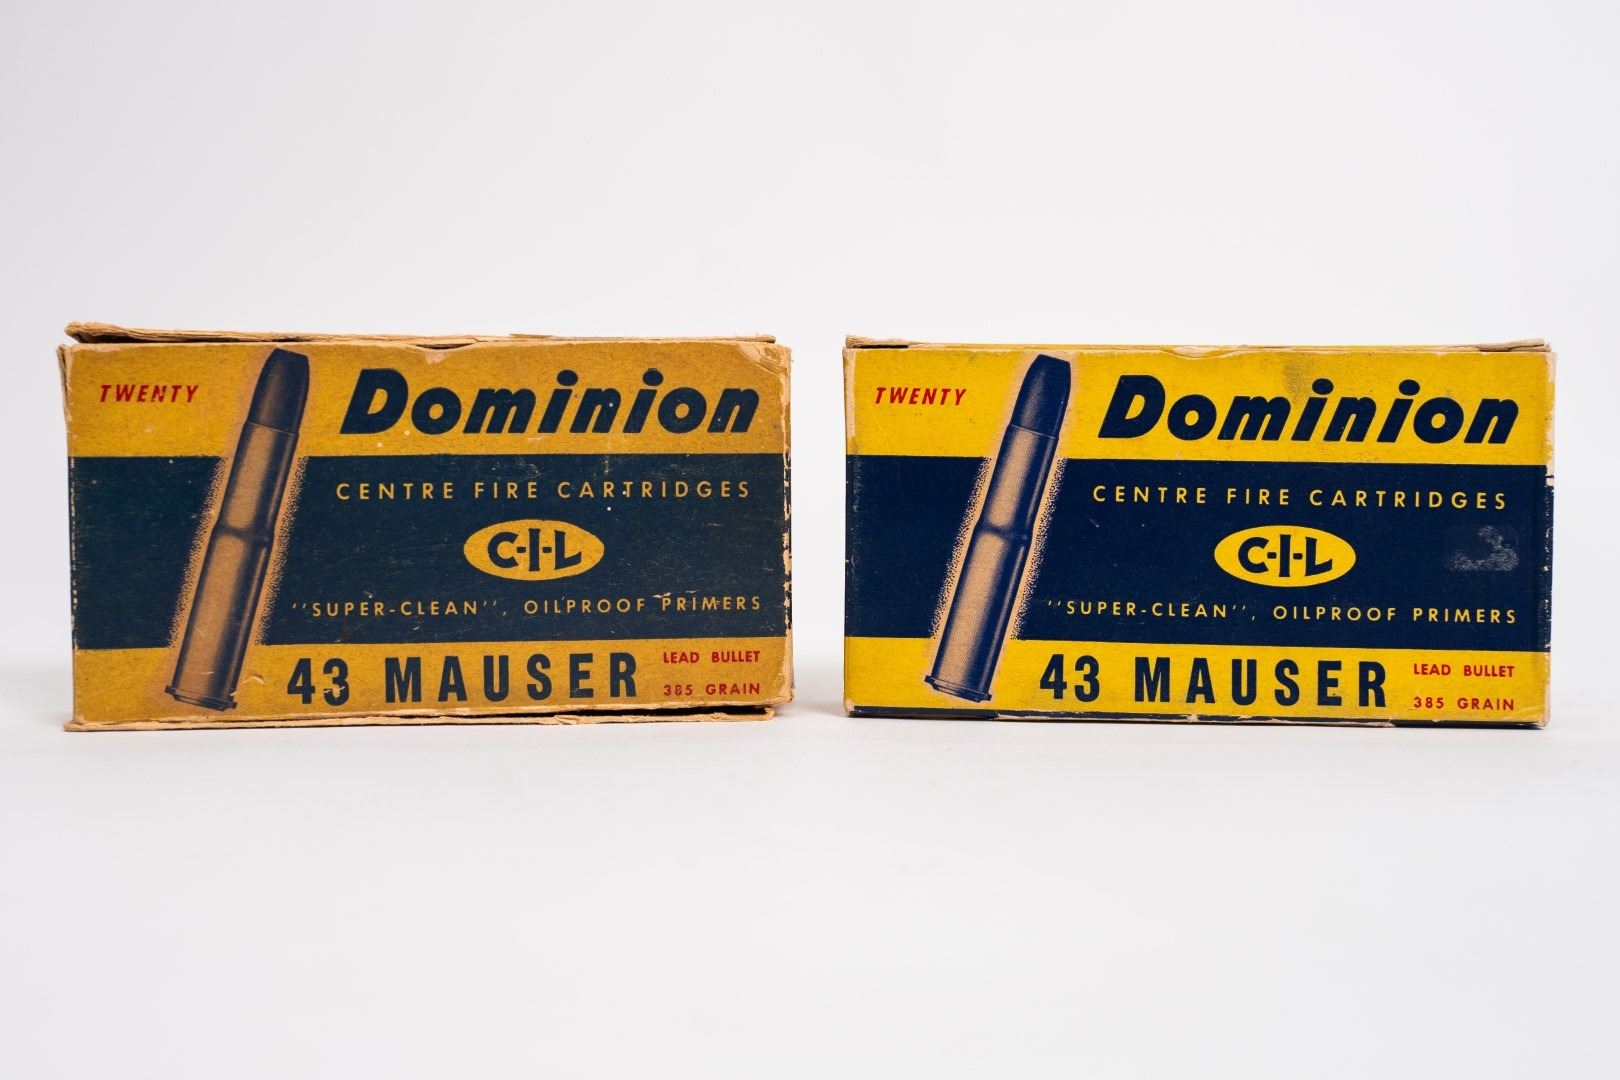 TWENTY
Dominion
CENTRE FIRE CARTRIDGES
C-I-L
"SUPER-CLEAN", OILPROOF PRIMERS
43 MAUSER
LEAD BULLET
385 GRAIN
TWENTY
Dominion
CENTRE FIRE CARTRIDGES
C-I-L
"SUPER-CLEAN", OILPROOF PRIMERS
43 MAUSER
LEAD BULLET
385 GRAIN